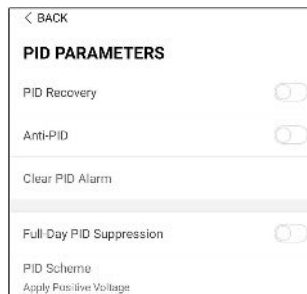 < BACK
PID PARAMETERS
PID Recovery
Anti-PID
Clear PID Alarm
Full-Day PID Suppression
PID Scheme
Apply Positive Voltage